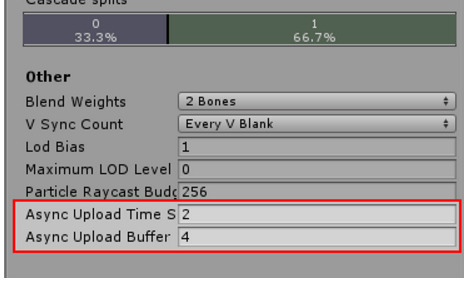 Cascade splits
0 1
33.3% 66.7%
Other
Blend Weights 2 Bones
V Sync Count Every V Blank
Lod Bias 1
Maximum LOD Level 0
Particle Raycast Budg 256
Async Upload Time S 2
Async Upload Buffer 4